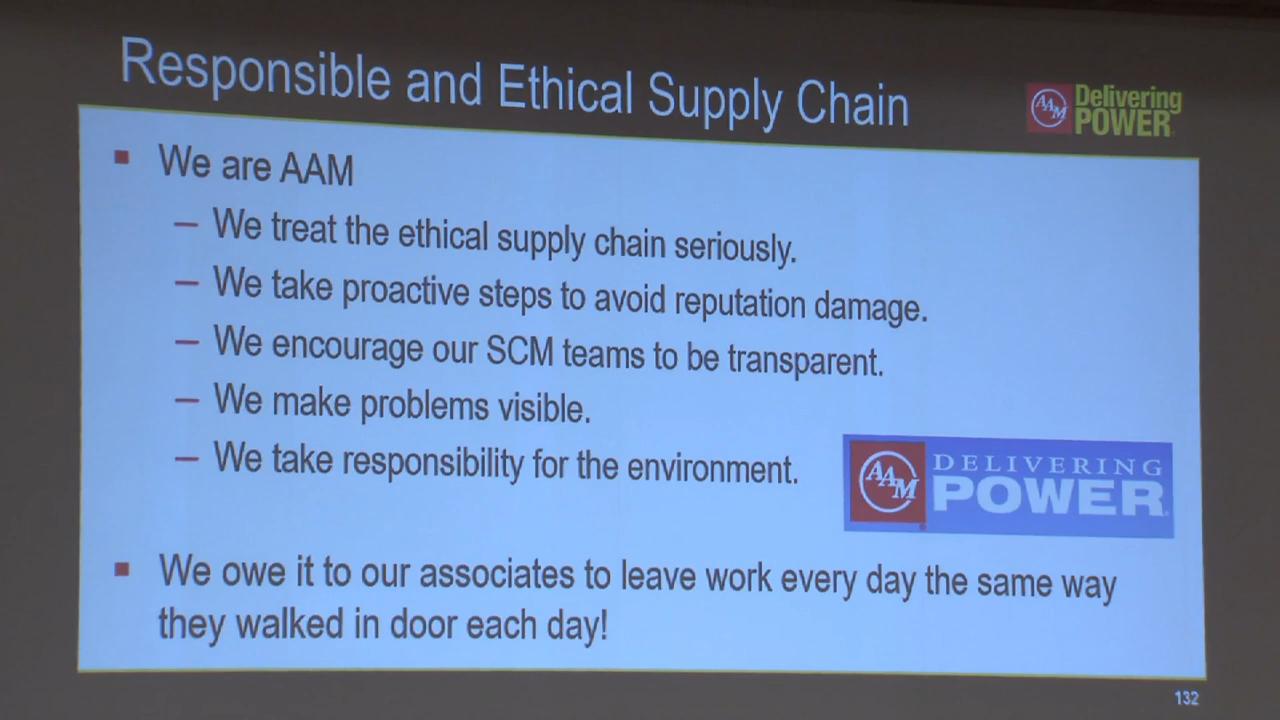 Responsible and Ethical Supply Chain
AAM
Delivering
POWER
▪ We are AAM
– We treat the ethical supply chain seriously.
– We take proactive steps to avoid reputation damage.
– We encourage our SCM teams to be transparent.
– We make problems visible.
– We take responsibility for the environment.
AAM
DELIVERING
POWER
▪ We owe it to our associates to leave work every day the same way
they walked in door each day!
132